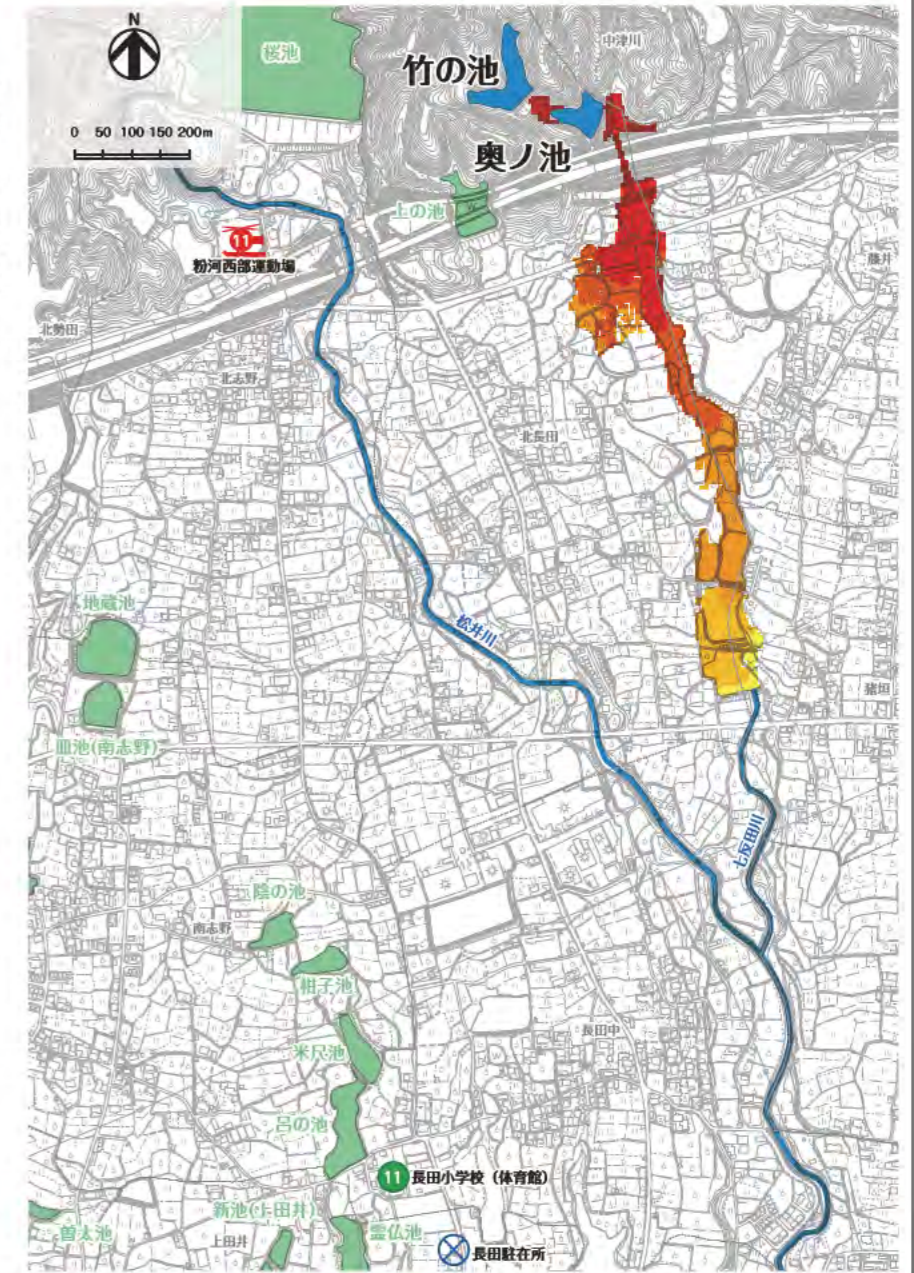 N
0 50 100 150 200m
桜池
竹の池
中津川
奥ノ池
上の池
11
粉河西部運動場
藤井
北勢田
北志野
北長田
地蔵池
松井川
猪垣
皿池(南志野)
七反田川
陰の池
南志野
柑子池
米尺池
長田中
呂の池
11 長田小学校(体育館)
新池(上田井)
曽太池
上田井
霊仏池
長田駐在所